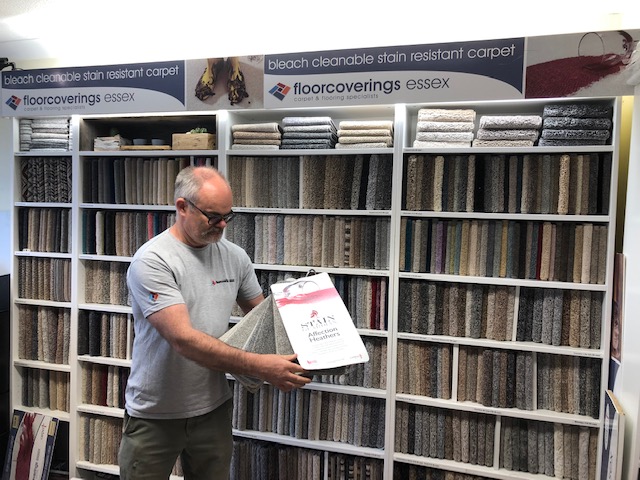 bleach cleanable stain resistant carpet
floorcoverings essex
carpet & flooring specialists
bleach cleanable stain resistant carpet
floorcoverings essex
carpet & flooring specialists
STAIN
Affection
Heathers